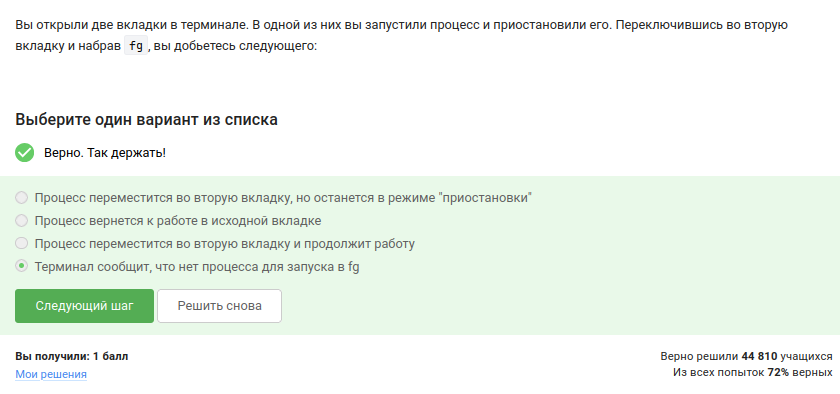 Вы открыли две вкладки в терминале. В одной из них вы запустили процесс и приостановили его. Переключившись во вторую
вкладку и набрав fg, вы добьетесь следующего:
Выберите один вариант из списка
Верно. Так держать!
Процесс переместится во вторую вкладку, но останется в режиме "приостановки"
Процесс вернется к работе в исходной вкладке
Процесс переместится во вторую вкладку и продолжит работу
Терминал сообщит, что нет процесса для запуска в fg
Следующий шаг Решить снова
Вы получили: 1 балл Верно решили 44 810 учащихся
Мои решения Из всех попыток 72% верных